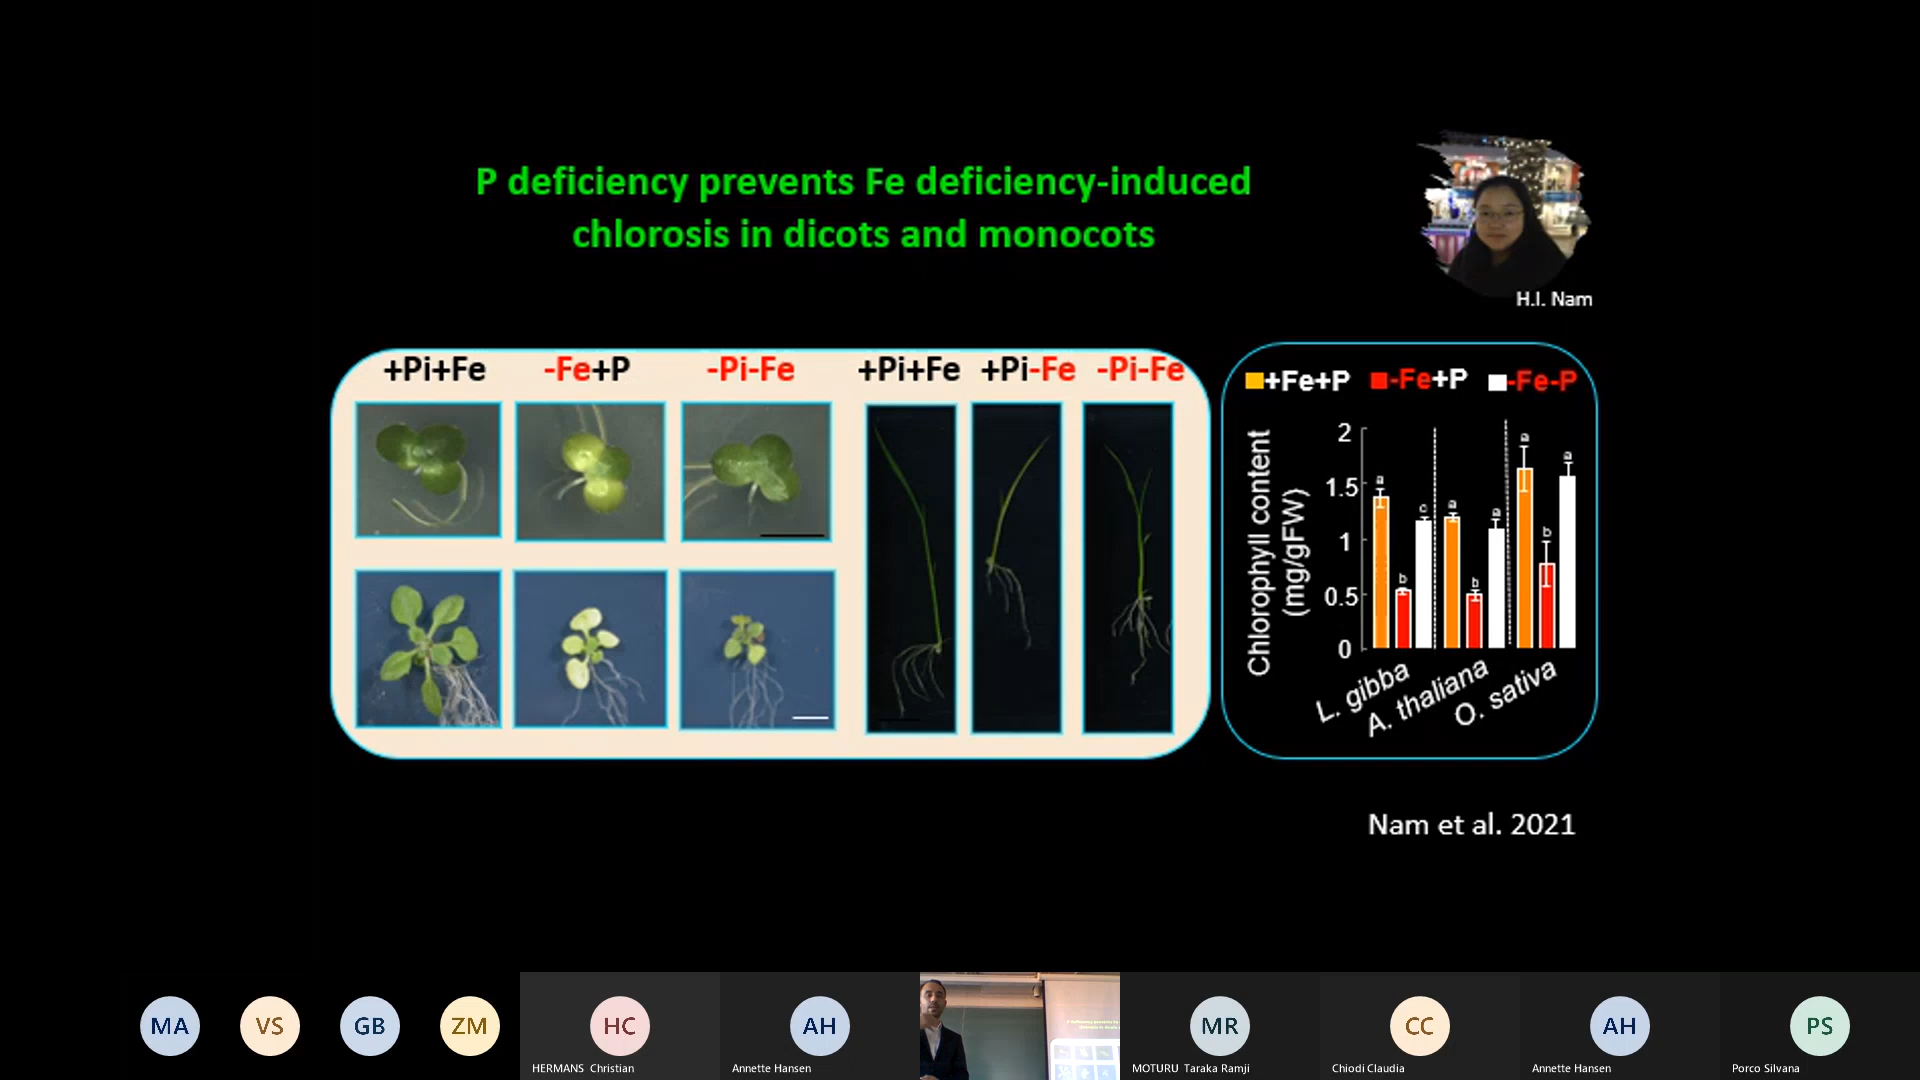 P deficiency prevents Fe deficiency-induced
chlorosis in dicots and monocots
H.I. Nam
+Pi+Fe -Fe+P -Pi-Fe +Pi+Fe +Pi-Fe -Pi-Fe
+Fe+P -Fe+P -Fe-P
Chlorophyll content
(mg/gFW)
2
1.5
1
0.5
0
a b c a b a a b a
L. gibba
A. thaliana
O. sativa
Nam et al. 2021
MA VS GB ZM HC AH MR CC AH PS
HERMANS Christian
Annette Hansen
MOTURU Taraka Ramji
Chiodi Claudia
Annette Hansen
Porco Silvana